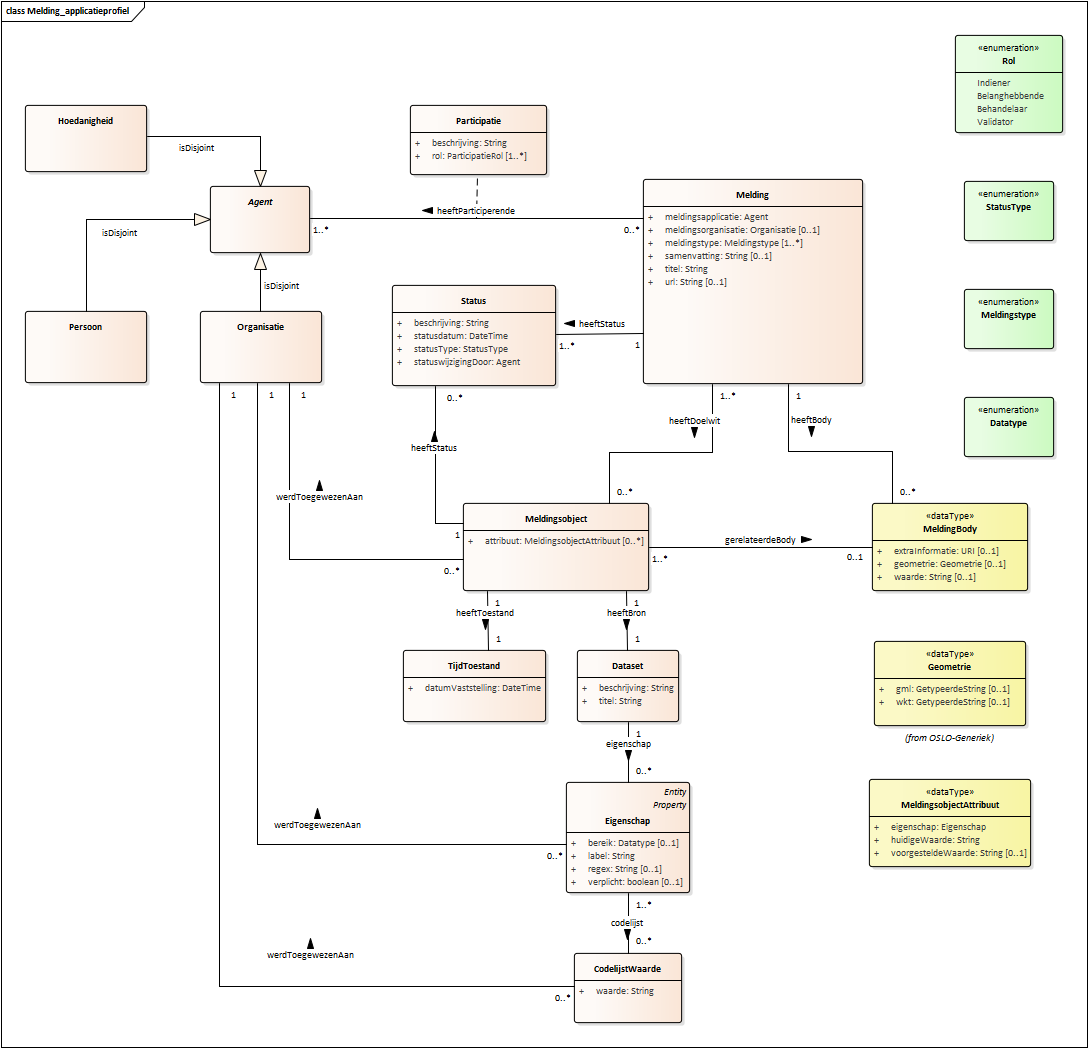 class Melding_applicatieprofiel
«enumeration»
Rol
Indiener
Belanghebbende
Behandelaar
Validator
Hoedanigheid
isDisjoint
Participatie
+ beschrijving: String
+ rol: ParticipatieRol [1..*]
Agent
isDisjoint
1..*
heeftParticiperende
0..*
Melding
+ meldingsapplicatie: Agent
+ meldingsorganisatie: Organisatie [0..1]
+ meldingstype: Meldingstype [1..*]
+ samenvatting: String [0..1]
+ titel: String
+ url: String [0..1]
«enumeration»
StatusType
isDisjoint
Persoon
Organisatie
Status
+ beschrijving: String
+ statusdatum: DateTime
+ statusType: StatusType
+ statuswijzigingDoor: Agent
heeftStatus
1..*
1
«enumeration»
Meldingstype
1
1
1
0..*
1..*
1
heeftDoelwit
heeftBody
«enumeration»
Datatype
heeftStatus
werdToegewezenAan
0..*
0..*
1
0..*
Meldingsobject
+ attribuut: MeldingsobjectAttribuut [0..*]
gerelateerdeBody
1..*
0..1
«dataType»
MeldingBody
+ extraInformatie: URI [0..1]
+ geometrie: Geometrie [0..1]
+ waarde: String [0..1]
1
heeftToestand
1
1
heeftBron
1
TijdToestand
+ datumVaststelling: DateTime
Dataset
+ beschrijving: String
+ titel: String
«dataType»
Geometrie
+ gml: GetypeerdeString [0..1]
+ wkt: GetypeerdeString [0..1]
(from OSLO-Generiek)
1
eigenschap
0..*
werdToegewezenAan
0..*
Entity
Property
Eigenschap
+ bereik: Datatype [0..1]
+ label: String
+ regex: String [0..1]
+ verplicht: boolean [0..1]
«dataType»
MeldingsobjectAttribuut
+ eigenschap: Eigenschap
+ huidigeWaarde: String
+ voorgesteldeWaarde: String [0..1]
1..*
codelijst
0..*
werdToegewezenAan
0..*
CodelijstWaarde
+ waarde: String